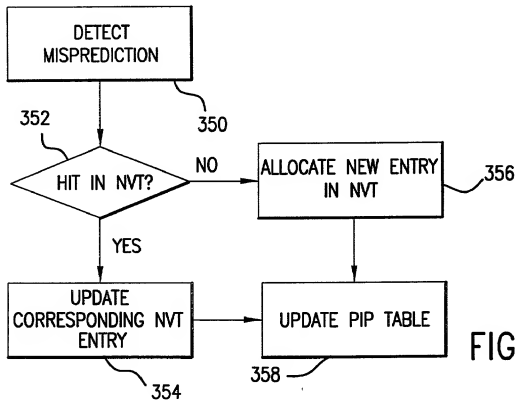 DETECT
MISPREDICTION
350
352
HIT IN NVT?
NO
ALLOCATE NEW ENTRY
IN NVT
356
YES
UPDATE
CORRESPONDING NVT
ENTRY
354
UPDATE PIP TABLE
358
FIG